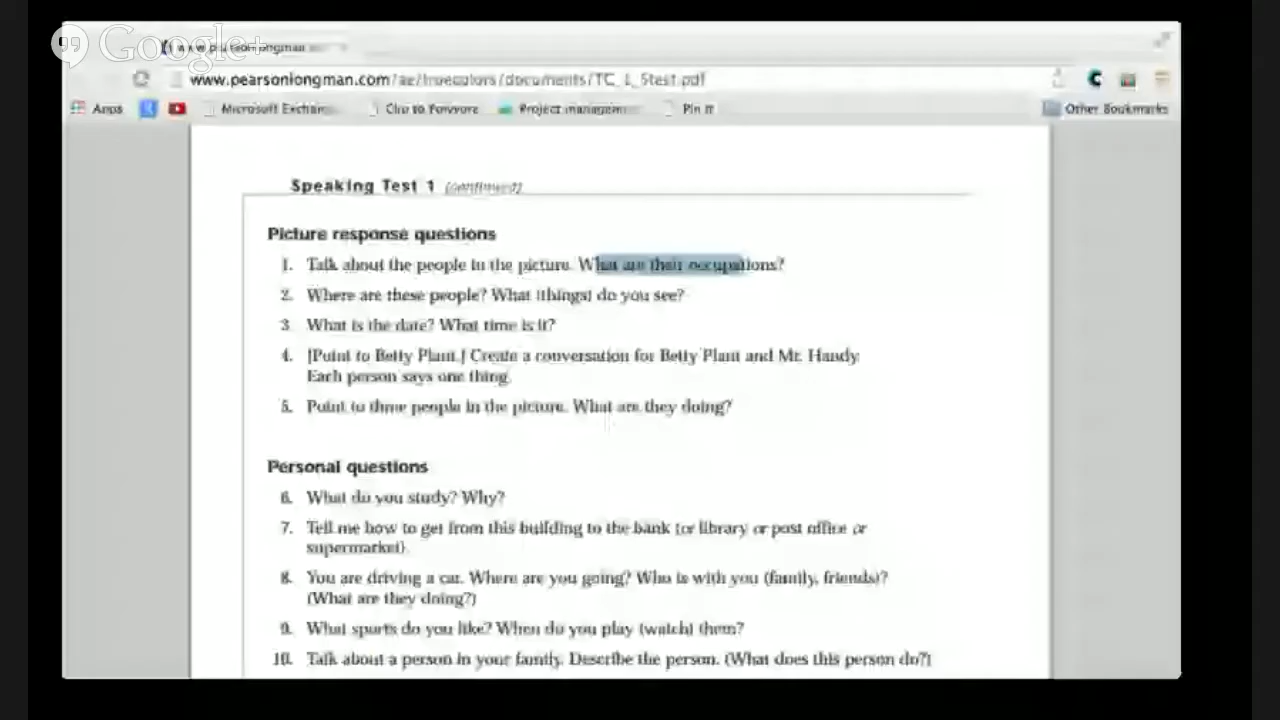 Google+
www.pearsonlongman.com/ae/truecolors/documents/TC_L_Stest.pdf
Apps
Microsoft Exchan
Clip to Polyvore
Project managemen
Pin It
Other Bookmarks
Speaking Test 1 (continued)
Picture response questions
1. Talk about the people in the picture. What are their occupations?
2. Where are these people? What (things) do you see?
3. What is the date? What time is it?
4. [Point to Betty Plant.] Create a conversation for Betty Plant and Mr. Handy.
Each person says one thing.
5. Point to three people in the picture. What are they doing?
Personal questions
6. What do you study? Why?
7. Tell me how to get from this building to the bank (or library or post office or
supermarket).
8. You are driving a car. Where are you going? Who is with you (family, friends)?
(What are they doing?)
9. What sports do you like? When do you play (watch) them?
10. Talk about a person in your family. Describe the person. (What does this person do?)